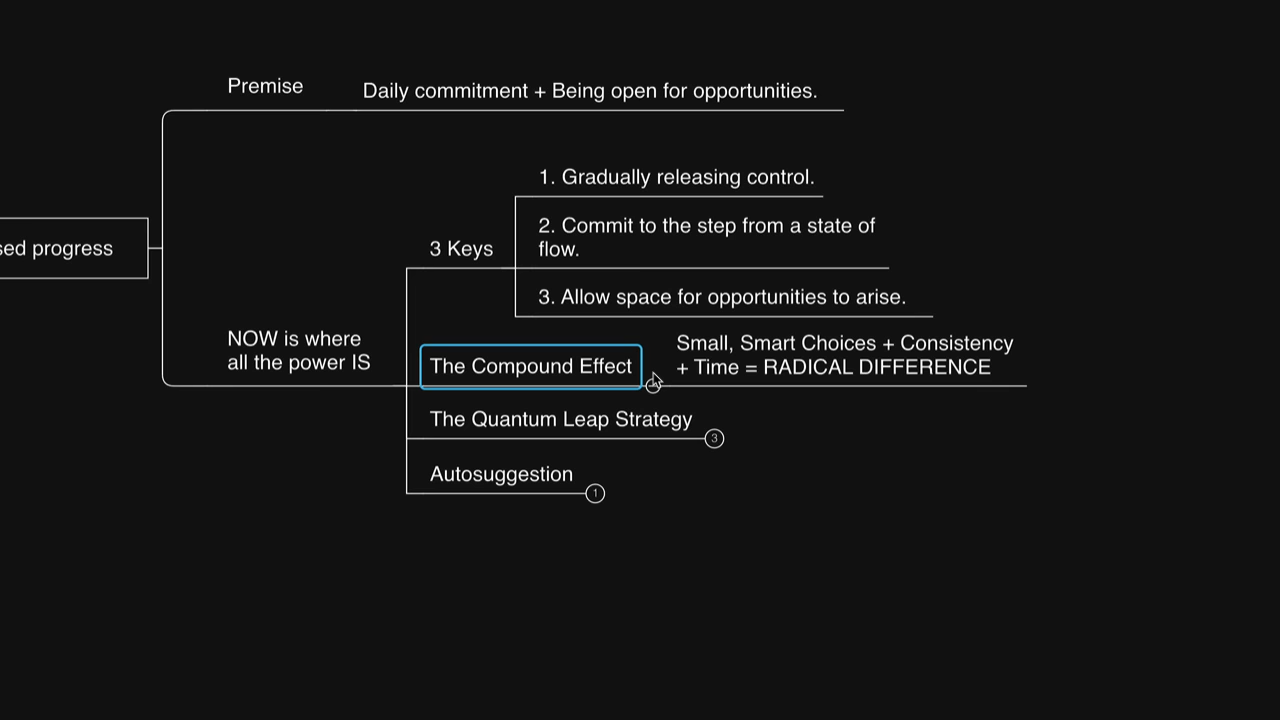 Premise
Daily commitment + Being open for opportunities.
1. Gradually releasing control.
2. Commit to the step from a state of
flow.
3 Keys
3. Allow space for opportunities to arise.
sed progress
NOW is where
all the power IS
The Compound Effect
Small, Smart Choices + Consistency
+ Time = RADICAL DIFFERENCE
The Quantum Leap Strategy
3
Autosuggestion
1